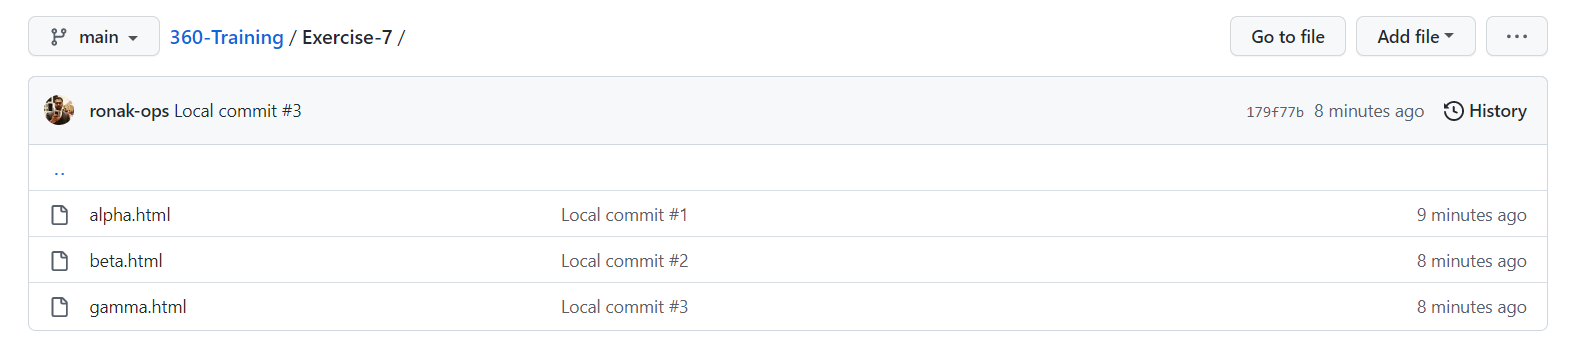 main 360-Training / Exercise-7 / Go to file Add file ...
ronak-ops Local commit #3 179f77b 8 minutes ago History
..
alpha.html Local commit #1 9 minutes ago
beta.html Local commit #2 8 minutes ago
gamma.html Local commit #3 8 minutes ago